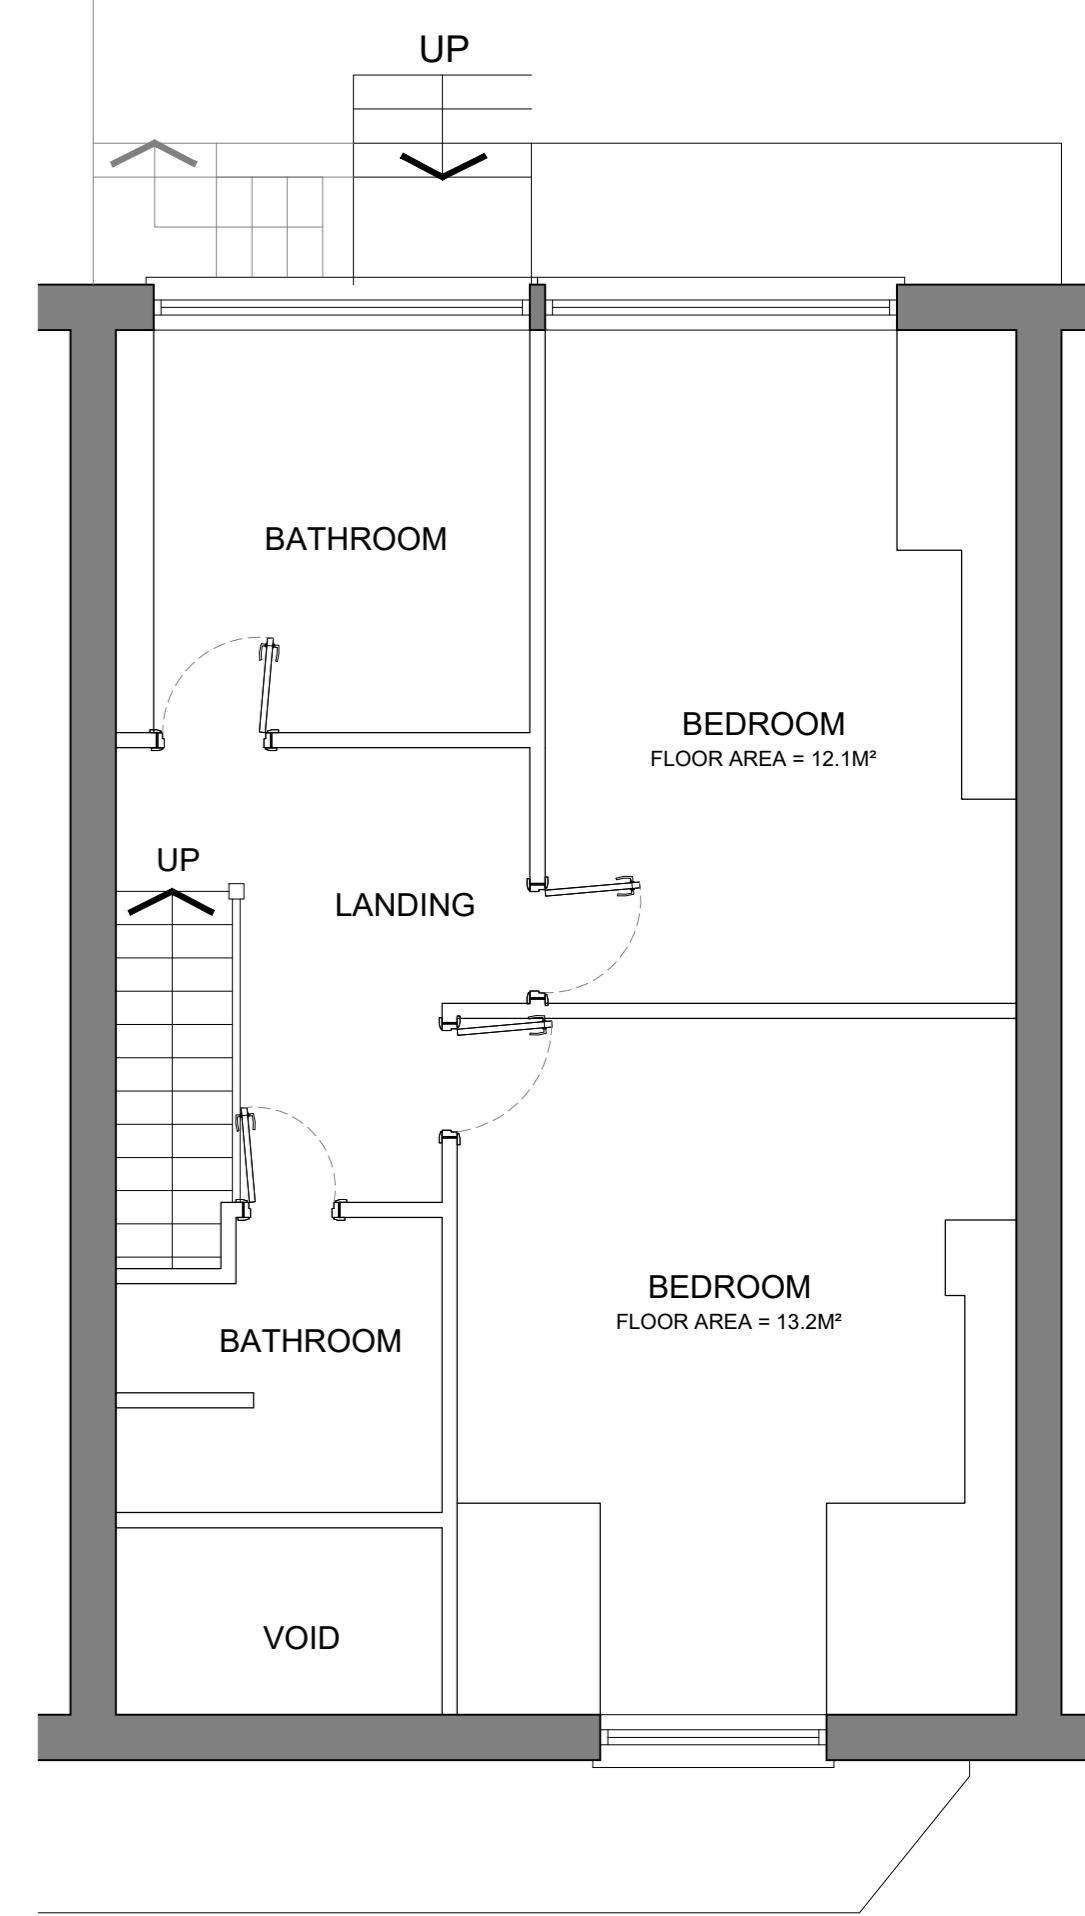 UP
BATHROOM
BEDROOM
FLOOR AREA = 12.1M²
UP
LANDING
BEDROOM
FLOOR AREA = 13.2M²
BATHROOM
VOID